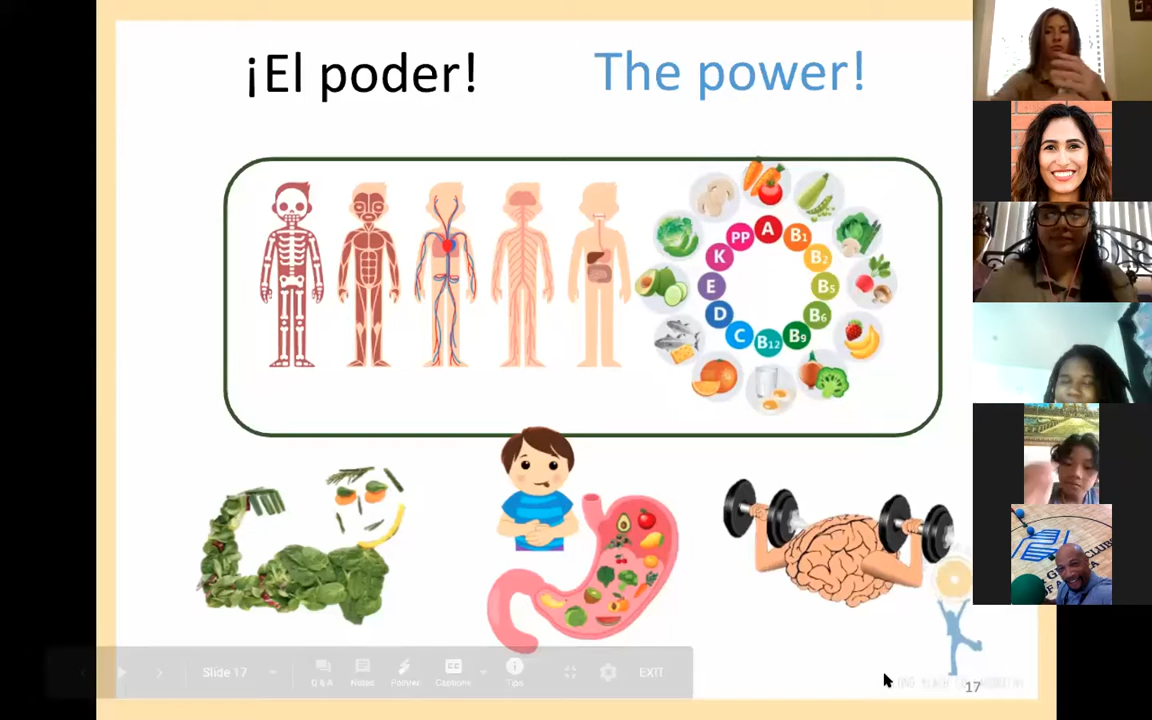 ¡El poder! The power!
A
PP B1
K B2
E B5
D B6
C B12 B9
Slide 17
Q & A Notes Pointer Captions Tips EXIT
CC
17